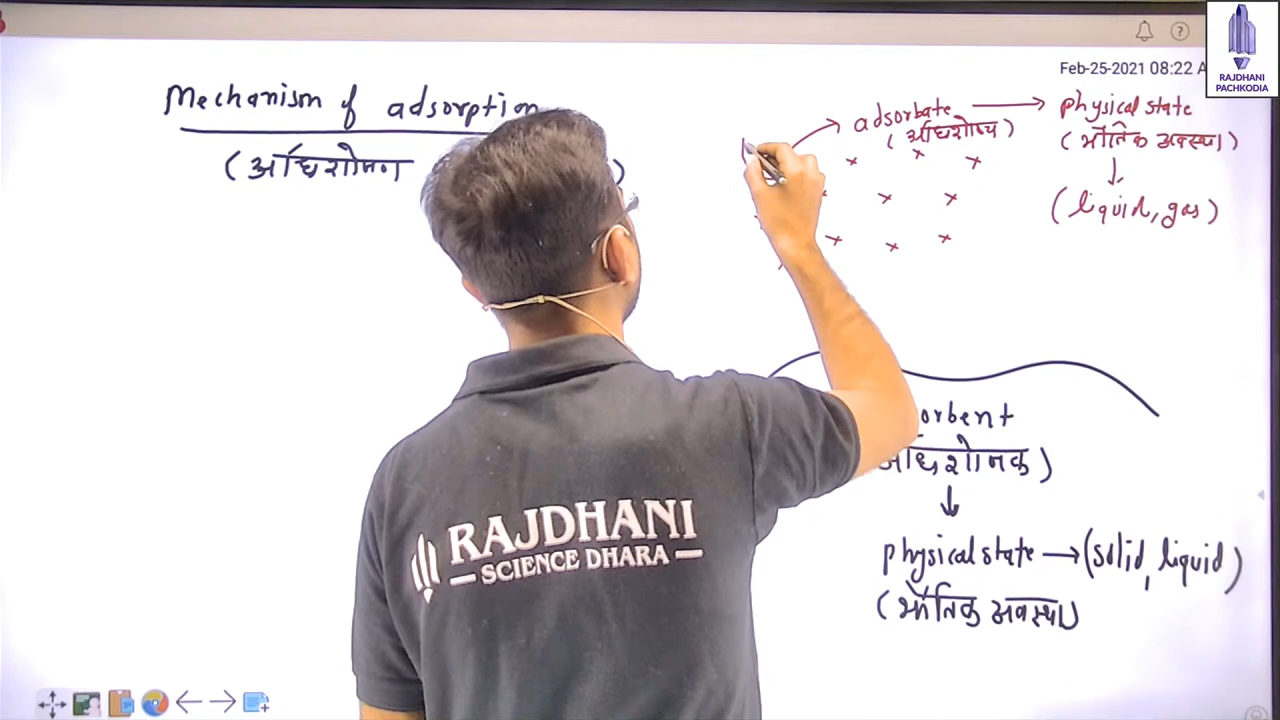 Feb-25-2021 08:22 A
RAJDHANI
PACHKODIA
Mechanism of adsorption
(अधिशोषण
adsorbate → physical state
(अधिशोष्य) (भौतिक अवस्था)
↓
(liquid, gas)
orbent
अधिशोषक)
↓
physical state → (solid, liquid)
(भौतिक अवस्था)
RAJDHANI
SCIENCE DHARA